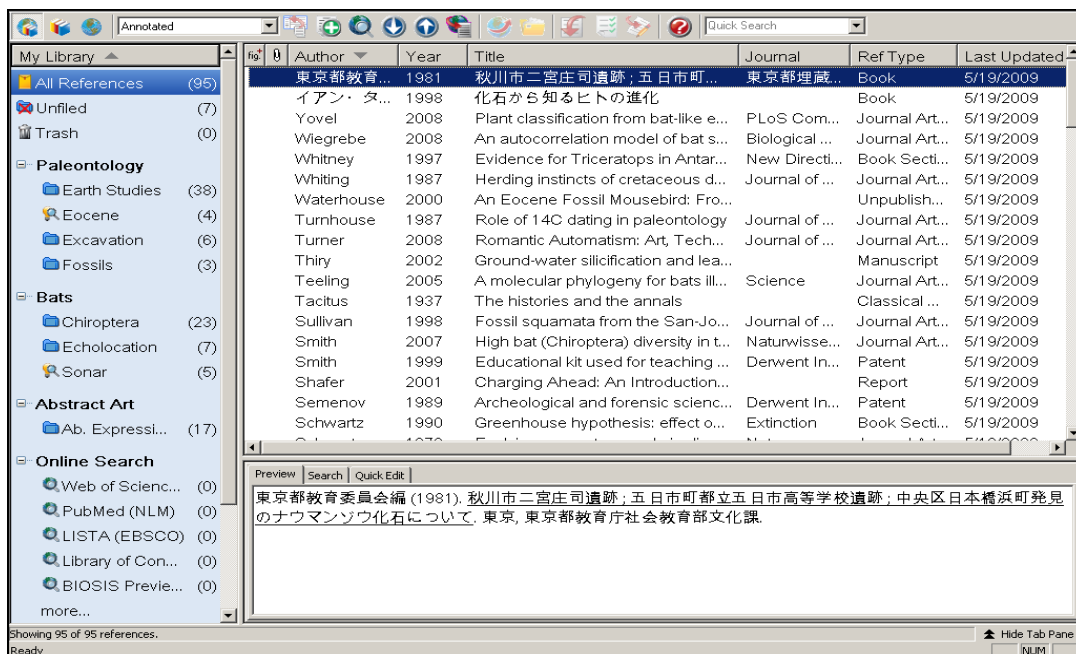 Annotated
Quick Search
My Library
All References (95)
Unfiled (7)
Trash (0)
Paleontology
Earth Studies (38)
Eocene (4)
Excavation (6)
Fossils (3)
Bats
Chiroptera (23)
Echolocation (7)
Sonar (5)
Abstract Art
Ab. Expressi... (17)
Online Search
Web of Scienc... (0)
PubMed (NLM) (0)
LISTA (EBSCO) (0)
Library of Con... (0)
BIOSIS Previe... (0)
more...
fig. Author Year Title Journal Ref Type Last Updated
東京都教育... 1981 秋川市二宮庄司遺跡 ; 五日市町... 東京都埋蔵... Book 5/19/2009
イアン・タ... 1998 化石から知るヒトの進化 Book 5/19/2009
Yovel 2008 Plant classification from bat-like e... PLoS Com... Journal Art... 5/19/2009
Wiegrebe 2008 An autocorrelation model of bat s... Biological ... Journal Art... 5/19/2009
Whitney 1997 Evidence for Triceratops in Antar... New Directi... Book Secti... 5/19/2009
Whiting 1987 Herding instincts of cretaceous d... Journal of ... Journal Art... 5/19/2009
Waterhouse 2000 An Eocene Fossil Mousebird: Fro... Unpublish... 5/19/2009
Turnhouse 1987 Role of 14C dating in paleontology Journal of ... Journal Art... 5/19/2009
Turner 2008 Romantic Automatism: Art, Tech... Journal of ... Journal Art... 5/19/2009
Thiry 2002 Ground-water silicification and lea... Manuscript 5/19/2009
Teeling 2005 A molecular phylogeny for bats ill... Science Journal Art... 5/19/2009
Tacitus 1937 The histories and the annals Classical ... 5/19/2009
Sullivan 1998 Fossil squamata from the San-Jo... Journal of ... Journal Art... 5/19/2009
Smith 2007 High bat (Chiroptera) diversity in t... Naturwisse... Journal Art... 5/19/2009
Smith 1999 Educational kit used for teaching ... Derwent In... Patent 5/19/2009
Shafer 2001 Charging Ahead: An Introduction... Report 5/19/2009
Semenov 1989 Archeological and forensic scienc... Derwent In... Patent 5/19/2009
Schwartz 1990 Greenhouse hypothesis: effect o... Extinction Book Secti... 5/19/2009
Preview Search Quick Edit
東京都教育委員会編 (1981). 秋川市二宮庄司遺跡 ; 五日市町都立五日市高等学校遺跡 ; 中央区日本橋浜町発見
のナウマンゾウ化石について. 東京, 東京都教育庁社会教育部文化課.
Showing 95 of 95 references.
Hide Tab Pane
Ready
NUM